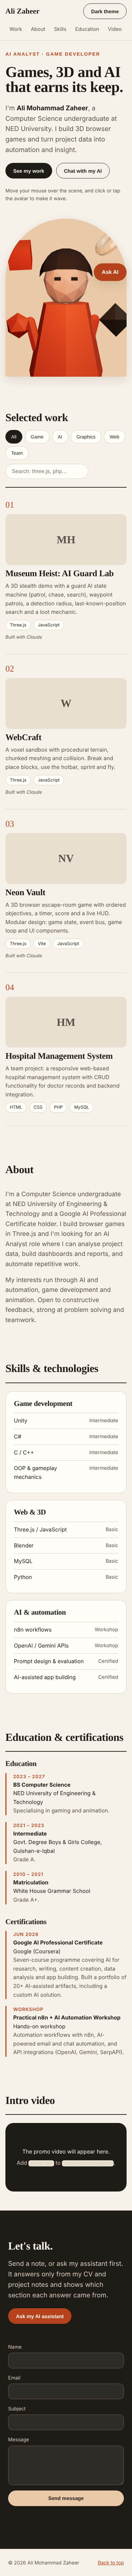 Ali Zaheer
Dark theme
Work About Skills Education Video
AI ANALYST · GAME DEVELOPER
Games, 3D and AI
that earns its keep.
I'm Ali Mohammad Zaheer, a
Computer Science undergraduate
at NED University. I build 3D browser
games and turn depot data into
automation and insight.
See my work
Chat with my AI
Move your mouse over the scene, and click or tap
the avatar to make it wave.
Ask AI
Selected work
All Game AI Graphics Web
Team
Search: three.js, php...
01
MH
Museum Heist: AI Guard Lab
A 3D stealth demo with a guard AI state
machine (patrol, chase, search), waypoint
patrols, a detection radius, last-known-position
search and a loot mechanic.
Three.js JavaScript
Built with Claude
02
W
WebCraft
A voxel sandbox with procedural terrain,
chunked meshing and collision. Break and
place blocks, use the hotbar, sprint and fly.
Three.js JavaScript
Built with Claude
03
NV
Neon Vault
A 3D browser escape-room game with ordered
objectives, a timer, score and a live HUD.
Modular design: game state, event bus, game
loop and UI components.
Three.js Vite JavaScript
Built with Claude
04
HM
Hospital Management System
A team project: a responsive web-based
hospital management system with CRUD
functionality for doctor records and backend
integration.
HTML CSS PHP MySQL
About
I'm a Computer Science undergraduate
at NED University of Engineering &
Technology and a Google AI Professional
Certificate holder. I build browser games
in Three.js and I'm looking for an AI
Analyst role where I can analyse project
data, build dashboards and reports, and
automate repetitive work.
My interests run through AI and
automation, game development and
animation. Open to constructive
feedback, strong at problem solving and
teamwork.
Skills & technologies
Game development
Unity Intermediate
C# Intermediate
C / C++ Intermediate
OOP & gameplay Intermediate
mechanics
Web & 3D
Three.js / JavaScript Basic
Blender Basic
MySQL Basic
Python Basic
AI & automation
n8n workflows Workshop
OpenAI / Gemini APIs Workshop
Prompt design & evaluation Certified
AI-assisted app building Certified
Education & certifications
Education
2023 – 2027
BS Computer Science
NED University of Engineering &
Technology
Specialising in gaming and animation.
2021 – 2023
Intermediate
Govt. Degree Boys & Girls College,
Gulshan-e-Iqbal
Grade A.
2010 – 2021
Matriculation
White House Grammar School
Grade A+.
Certifications
JUN 2026
Google AI Professional Certificate
Google (Coursera)
Seven-course programme covering AI for
research, writing, content creation, data
analysis and app building. Built a portfolio of
20+ AI-assisted artifacts, including a
custom AI solution.
WORKSHOP
Practical n8n + AI Automation Workshop
Hands-on workshop
Automation workflows with n8n, AI-
powered email and chat automation, and
API integrations (OpenAI, Gemini, SerpAPI).
Intro video
The promo video will appear here.
Add to .
Let's talk.
Send a note, or ask my assistant first.
It answers only from my CV and
project notes and shows which
section each answer came from.
Ask my AI assistant
Name
Email
Subject
Message
Send message
© 2026 Ali Mohammad Zaheer
Back to top